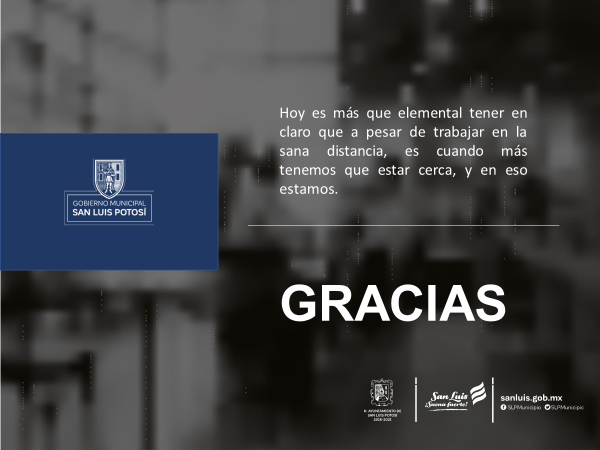 Hoy es más que elemental tener en
claro que a pesar de trabajar en la
sana distancia, es cuando más
tenemos que estar cerca, y en eso
estamos.
GOBIERNO MUNICIPAL
SAN LUIS POTOSÍ
GRACIAS
H. AYUNTAMIENTO DE
SAN LUIS POTOSÍ
2018-2021
San Luis
¡Suena fuerte!
sanluis.gob.mx
SLPMunicipio SLPMunicipio